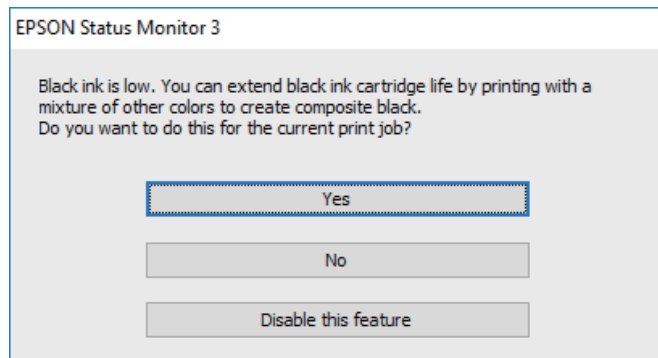 EPSON Status Monitor 3
Black ink is low. You can extend black ink cartridge life by printing with a
mixture of other colors to create composite black.
Do you want to do this for the current print job?
Yes
No
Disable this feature